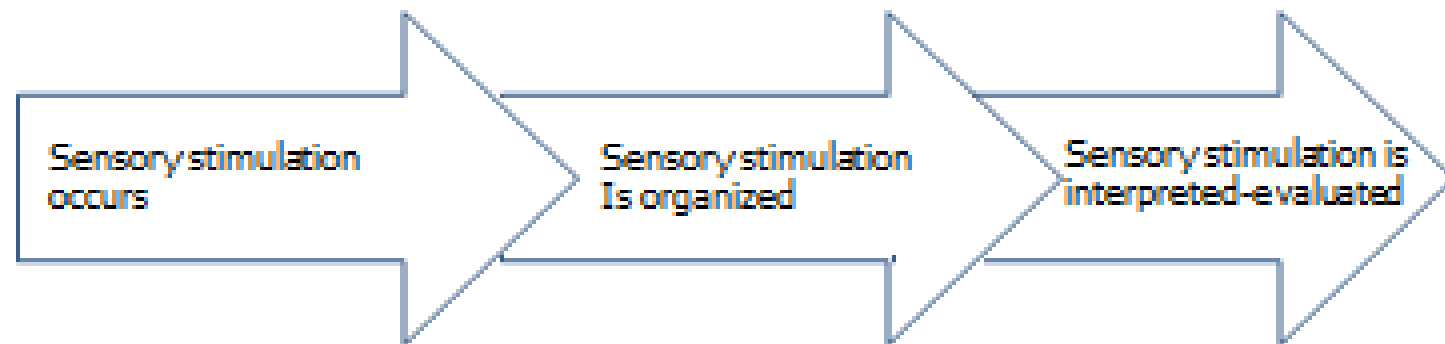 Sensory stimulation
occurs
Sensory stimulation
Is organized
Sensory stimulation is
interpreted-evaluated